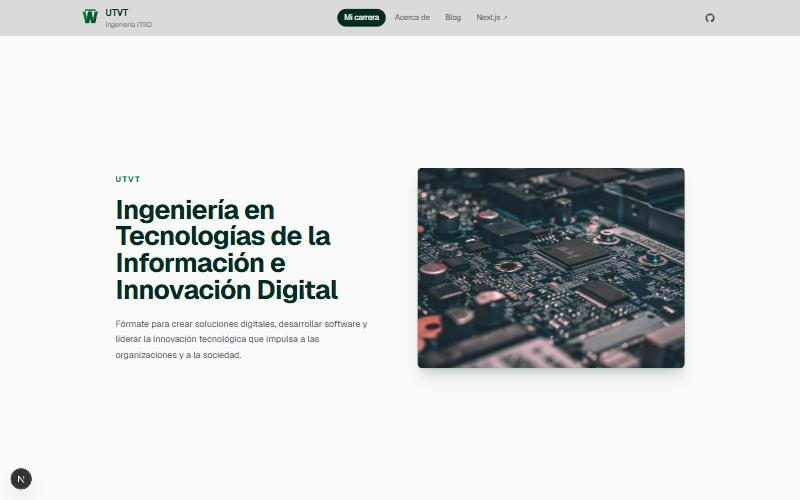 UTVT
Ingeniería ITIID
Mi carrera
Acerca de
Blog
Next.js ↗
UTVT
Ingeniería en
Tecnologías de la
Información e
Innovación Digital
Fórmate para crear soluciones digitales, desarrollar software y
liderar la innovación tecnológica que impulsa a las
organizaciones y a la sociedad.
N